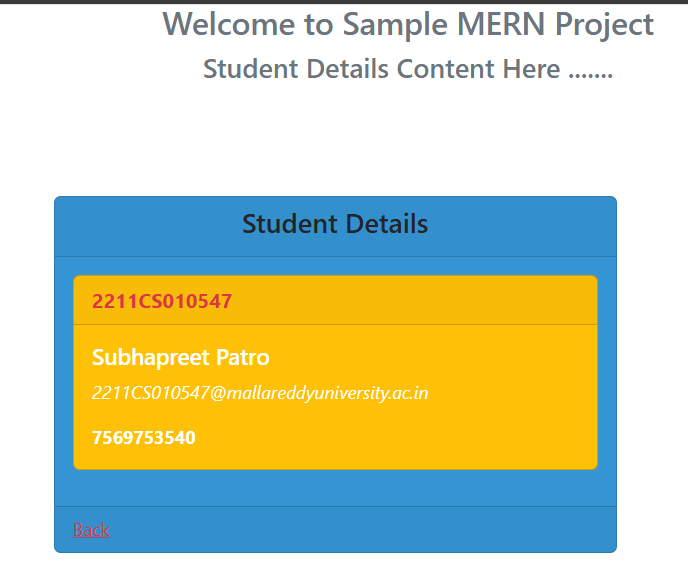 Welcome to Sample MERN Project
Student Details Content Here .......
Student Details
2211CS010547
Subhapreet Patro
2211CS010547@mallareddyuniversity.ac.in
7569753540
Back